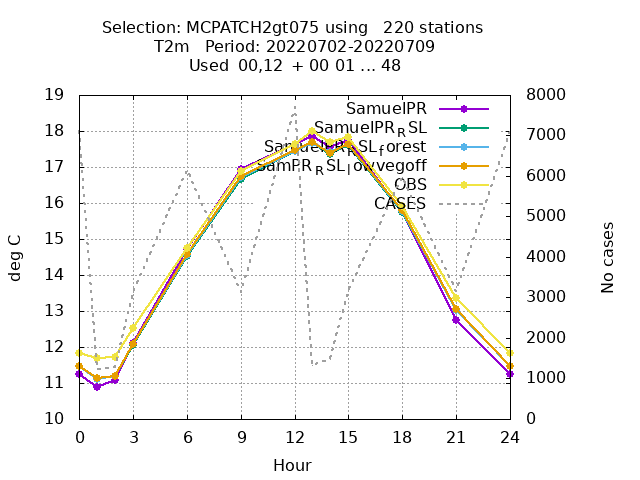 Selection: MCPATCH2gt075 using 220 stations
T2m Period: 20220702-20220709
Used 00,12 + 00 01 ... 48
19
18
17
16
15
14
13
12
11
10
deg C
8000
7000
6000
5000
4000
3000
2000
1000
0
No cases
SamuelPR
SamuelPR_RSL
SamuelPR_RSL_forest
SamPR_RSL_lowvegoff
OBS
CASES
0 3 6 9 12 15 18 21 24
Hour